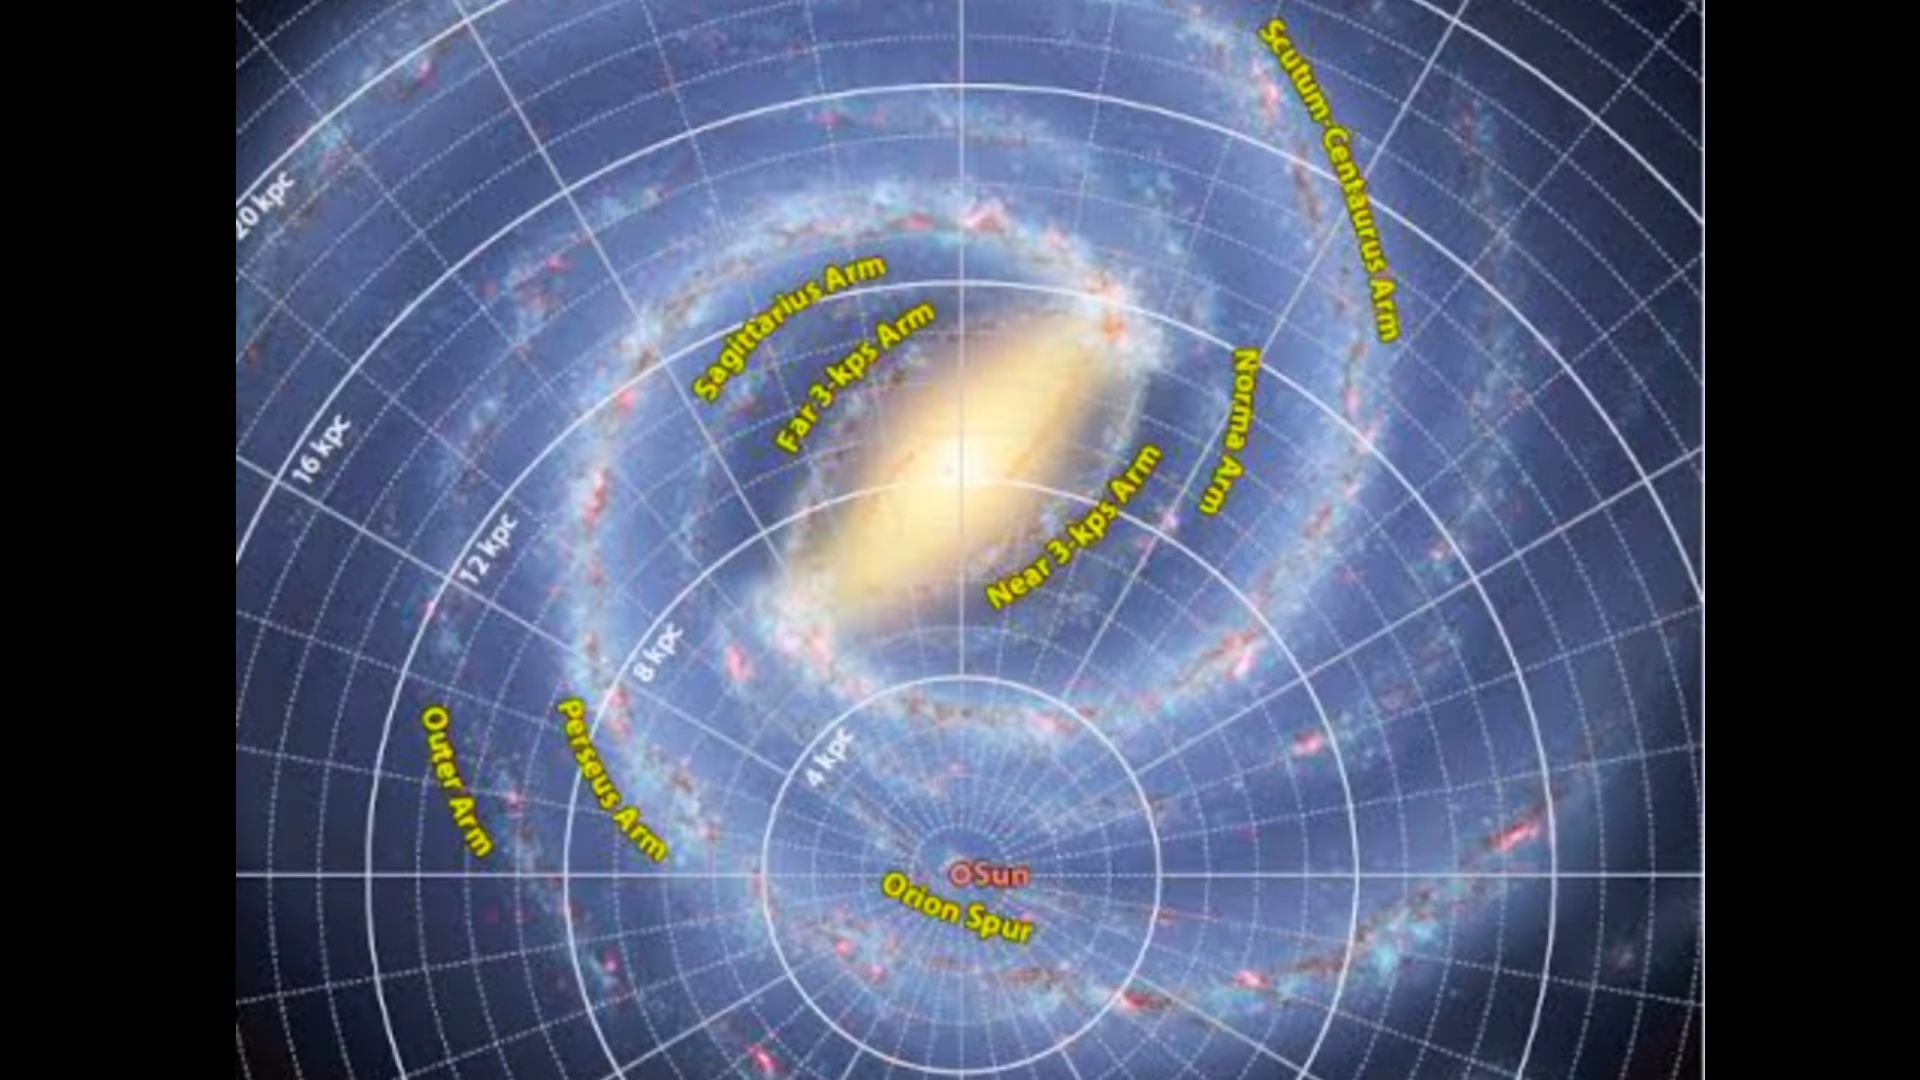 Scutum-Centaurus Arm
20 kpc
Sagittarius Arm
Far 3-kps Arm
Norma Arm
16 kpc
Near 3-kps Arm
12 kpc
8 kpc
Outer Arm
Perseus Arm
4 kpc
Sun
Orion Spur